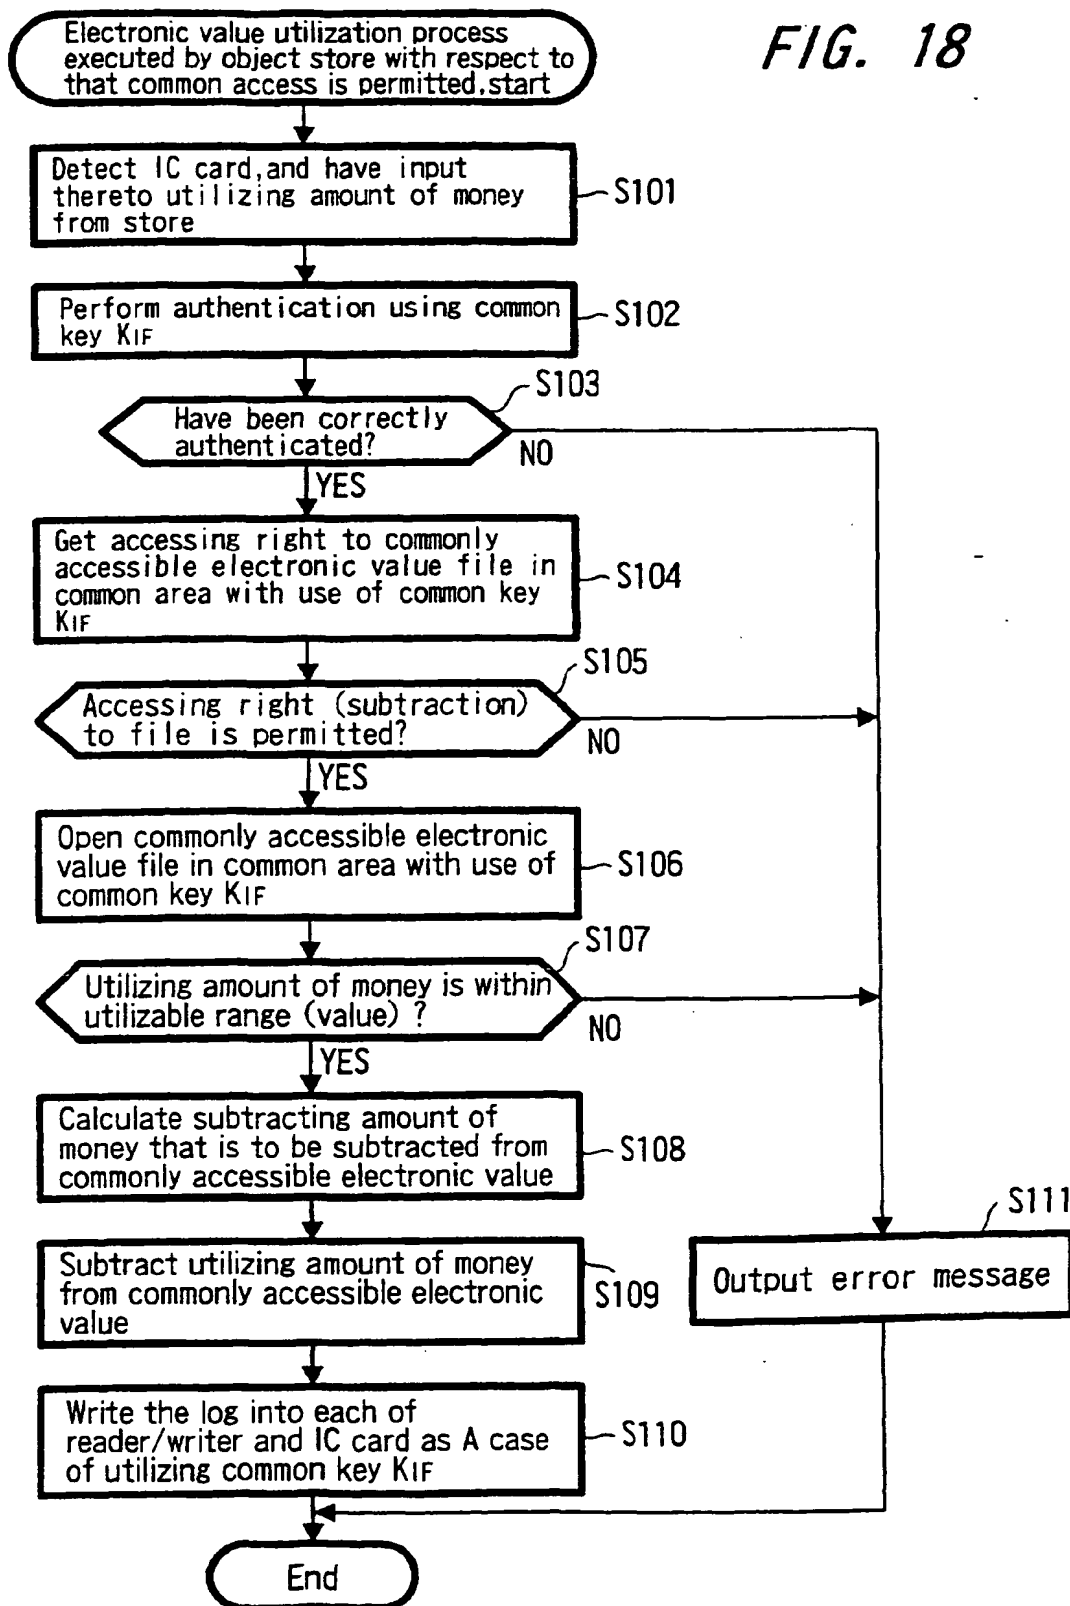 FIG. 18
Electronic value utilization process
executed by object store with respect to
that common access is permitted.start
Detect IC card,and have input
thereto utilizing amount of money
from store
S101
Perform authentication using common
key KIF
S102
S103
Have been correctly
authenticated?
NO
YES
Get accessing right to commonly
accessible electronic value file in
common area with use of common key
KIF
S104
S105
Accessing right (subtraction)
to file is permitted?
NO
YES
Open commonly accessible electronic
value file in common area with use of
common key KIF
S106
S107
Utilizing amount of money is within
utilizable range (value) ?
NO
YES
Calculate subtracting amount of
money that is to be subtracted from
commonly accessible electronic value
S108
S111
Subtract utilizing amount of money
from commonly accessible electronic
value
S109
Output error message
Write the log into each of
reader/writer and IC card as A case
of utilizing common key KIF
S110
End